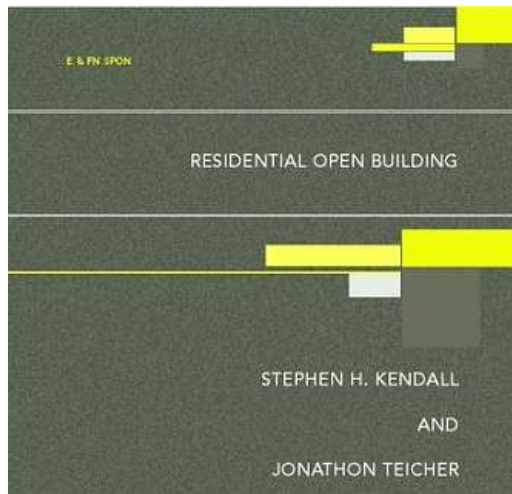 E & FN SPON
RESIDENTIAL OPEN BUILDING
STEPHEN H. KENDALL
AND
JONATHON TEICHER